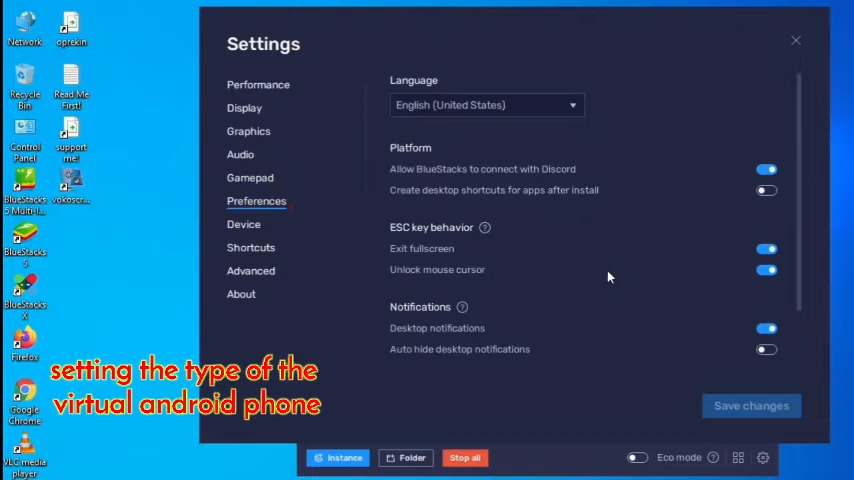 Network
oprekin
Recycle
Bin
Read Me
First!
Control
Panel
support
me!
BlueStacks
5 Multi-I...
vokoscr...
BlueStacks
5
BlueStacks
X
Firefox
Google
Chrome
VLC media
player
Settings
Performance
Display
Graphics
Audio
Gamepad
Preferences
Device
Shortcuts
Advanced
About
Language
English (United States)
Platform
Allow BlueStacks to connect with Discord
Create desktop shortcuts for apps after install
ESC key behavior ?
Exit fullscreen
Unlock mouse cursor
Notifications ?
Desktop notifications
Auto hide desktop notifications
Save changes
setting the type of the
virtual android phone
Instance Folder Stop all Eco mode ?